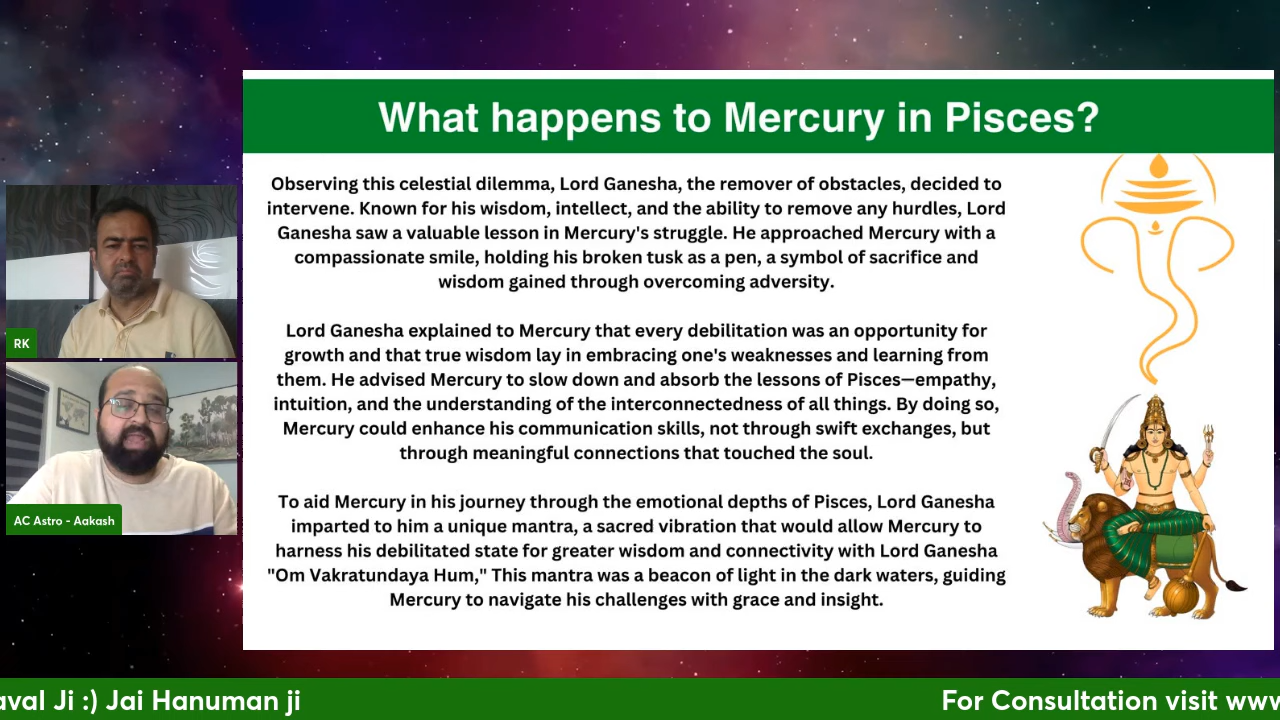 What happens to Mercury in Pisces?
Observing this celestial dilemma, Lord Ganesha, the remover of obstacles, decided to
intervene. Known for his wisdom, intellect, and the ability to remove any hurdles, Lord
Ganesha saw a valuable lesson in Mercury's struggle. He approached Mercury with a
compassionate smile, holding his broken tusk as a pen, a symbol of sacrifice and
wisdom gained through overcoming adversity.
Lord Ganesha explained to Mercury that every debilitation was an opportunity for
growth and that true wisdom lay in embracing one's weaknesses and learning from
them. He advised Mercury to slow down and absorb the lessons of Pisces—empathy,
intuition, and the understanding of the interconnectedness of all things. By doing so,
Mercury could enhance his communication skills, not through swift exchanges, but
through meaningful connections that touched the soul.
To aid Mercury in his journey through the emotional depths of Pisces, Lord Ganesha
imparted to him a unique mantra, a sacred vibration that would allow Mercury to
harness his debilitated state for greater wisdom and connectivity with Lord Ganesha
"Om Vakratundaya Hum," This mantra was a beacon of light in the dark waters, guiding
Mercury to navigate his challenges with grace and insight.
RK
AC Astro - Aakash
aval Ji :) Jai Hanuman ji
For Consultation visit www